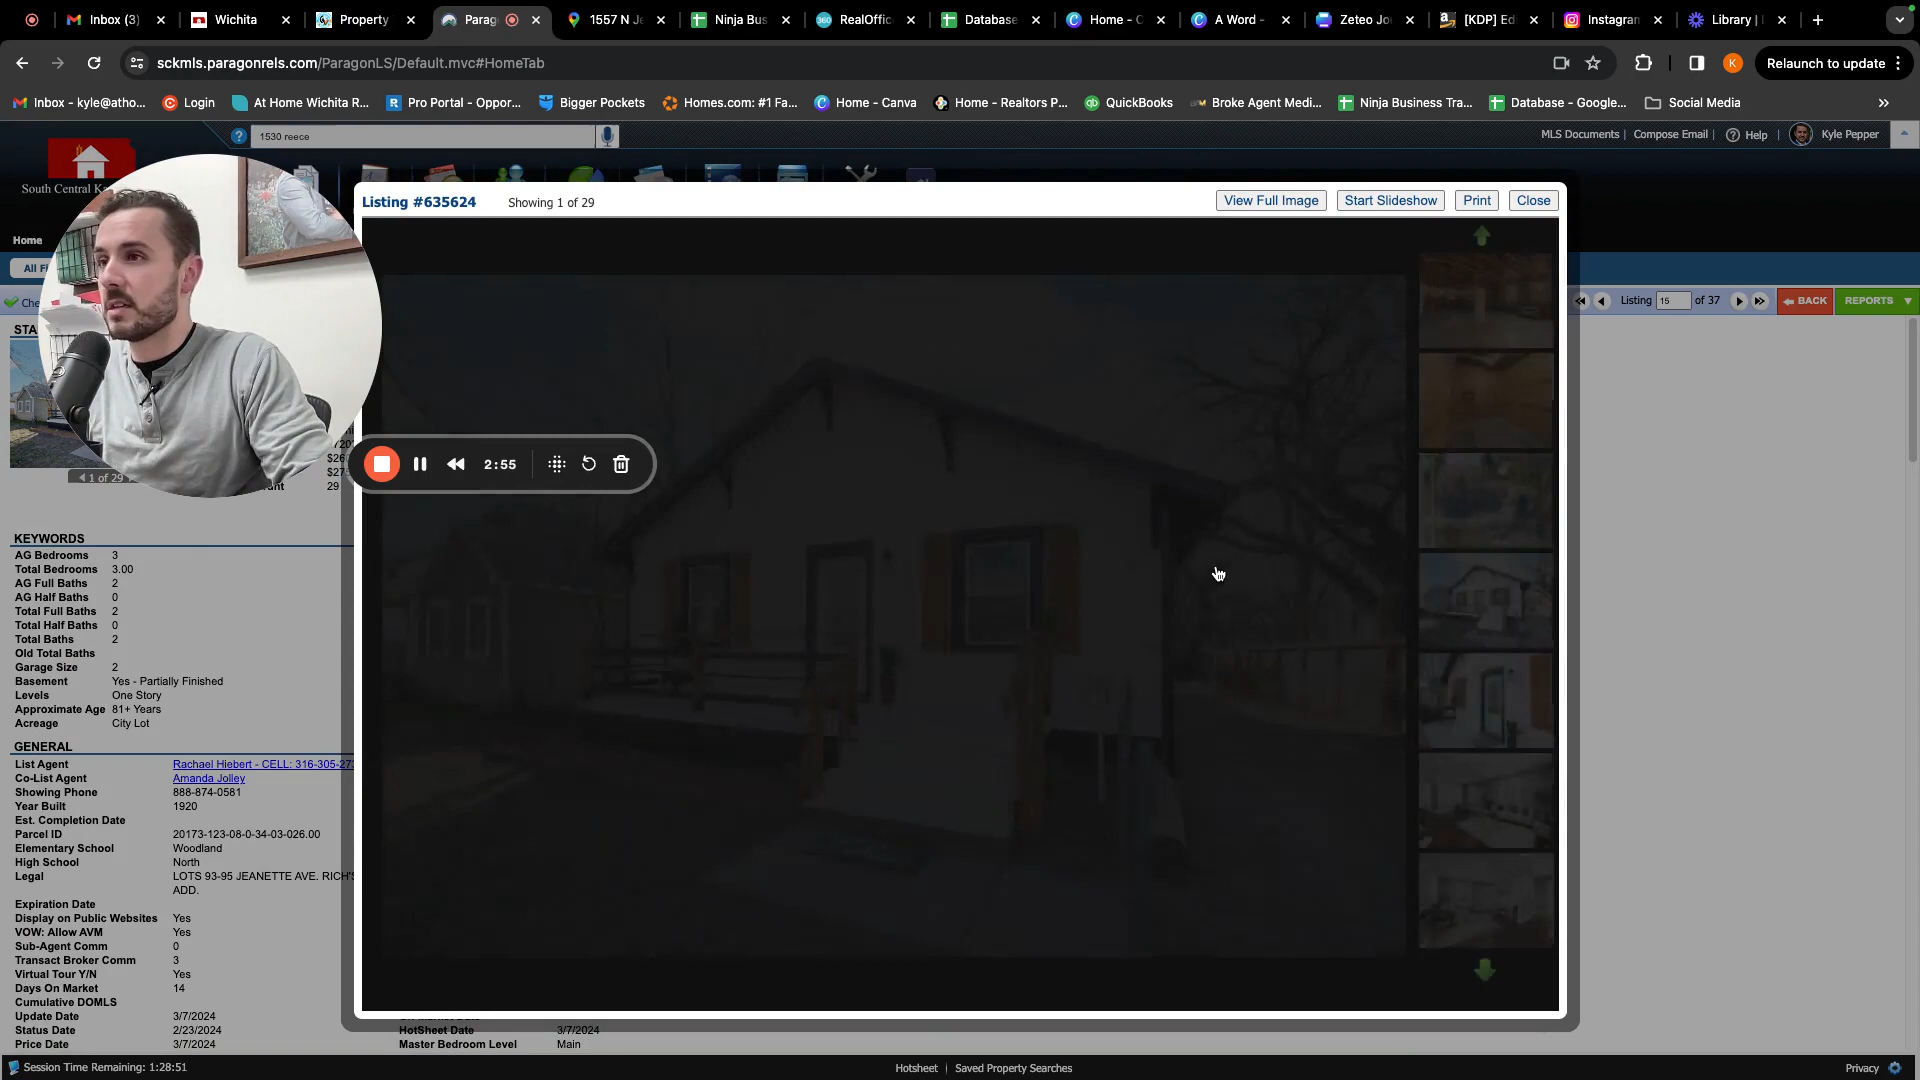 Inbox (3)
Wichita
Property
Parag
1557 N Je
Ninja Bus
RealOffic
Database
Home - C
A Word -
Zeteo Jo
[KDP] Ed
Instagran
Library |
sckmls.paragonrels.com/ParagonLS/Default.mvc#HomeTab
K
Relaunch to update
Inbox - kyle@atho...
Login
At Home Wichita R...
Pro Portal - Oppor...
Bigger Pockets
Homes.com: #1 Fa...
Home - Canva
Home - Realtors P...
QuickBooks
Broke Agent Medi...
Ninja Business Tra...
Database - Google...
Social Media
1530 reece
MLS Documents |
Compose Email |
Help
Kyle Pepper
South Central Ka
Home
All F
Che
Listing #635624
Showing 1 of 29
View Full Image
Start Slideshow
Print
Close
Listing 15 of 37
BACK
REPORTS
STA
2:55
1 of 29
29
KEYWORDS
AG Bedrooms 3
Total Bedrooms 3.00
AG Full Baths 2
AG Half Baths 0
Total Full Baths 2
Total Half Baths 0
Total Baths 2
Old Total Baths
Garage Size 2
Basement Yes - Partially Finished
Levels One Story
Approximate Age 81+ Years
Acreage City Lot
GENERAL
List Agent Rachael Hiebert - CELL: 316-305-27
Co-List Agent Amanda Jolley
Showing Phone 888-874-0581
Year Built 1920
Est. Completion Date
Parcel ID 20173-123-08-0-34-03-026.00
Elementary School Woodland
High School North
Legal LOTS 93-95 JEANETTE AVE. RICH'S
ADD.
Expiration Date
Display on Public Websites Yes
VOW: Allow AVM Yes
Sub-Agent Comm 0
Transact Broker Comm 3
Virtual Tour Y/N Yes
Days On Market 14
Cumulative DOMLS
Update Date 3/7/2024
Status Date 2/23/2024 HotSheet Date 3/7/2024
Price Date 3/7/2024 Master Bedroom Level Main
Session Time Remaining: 1:28:51
Hotsheet | Saved Property Searches
Privacy